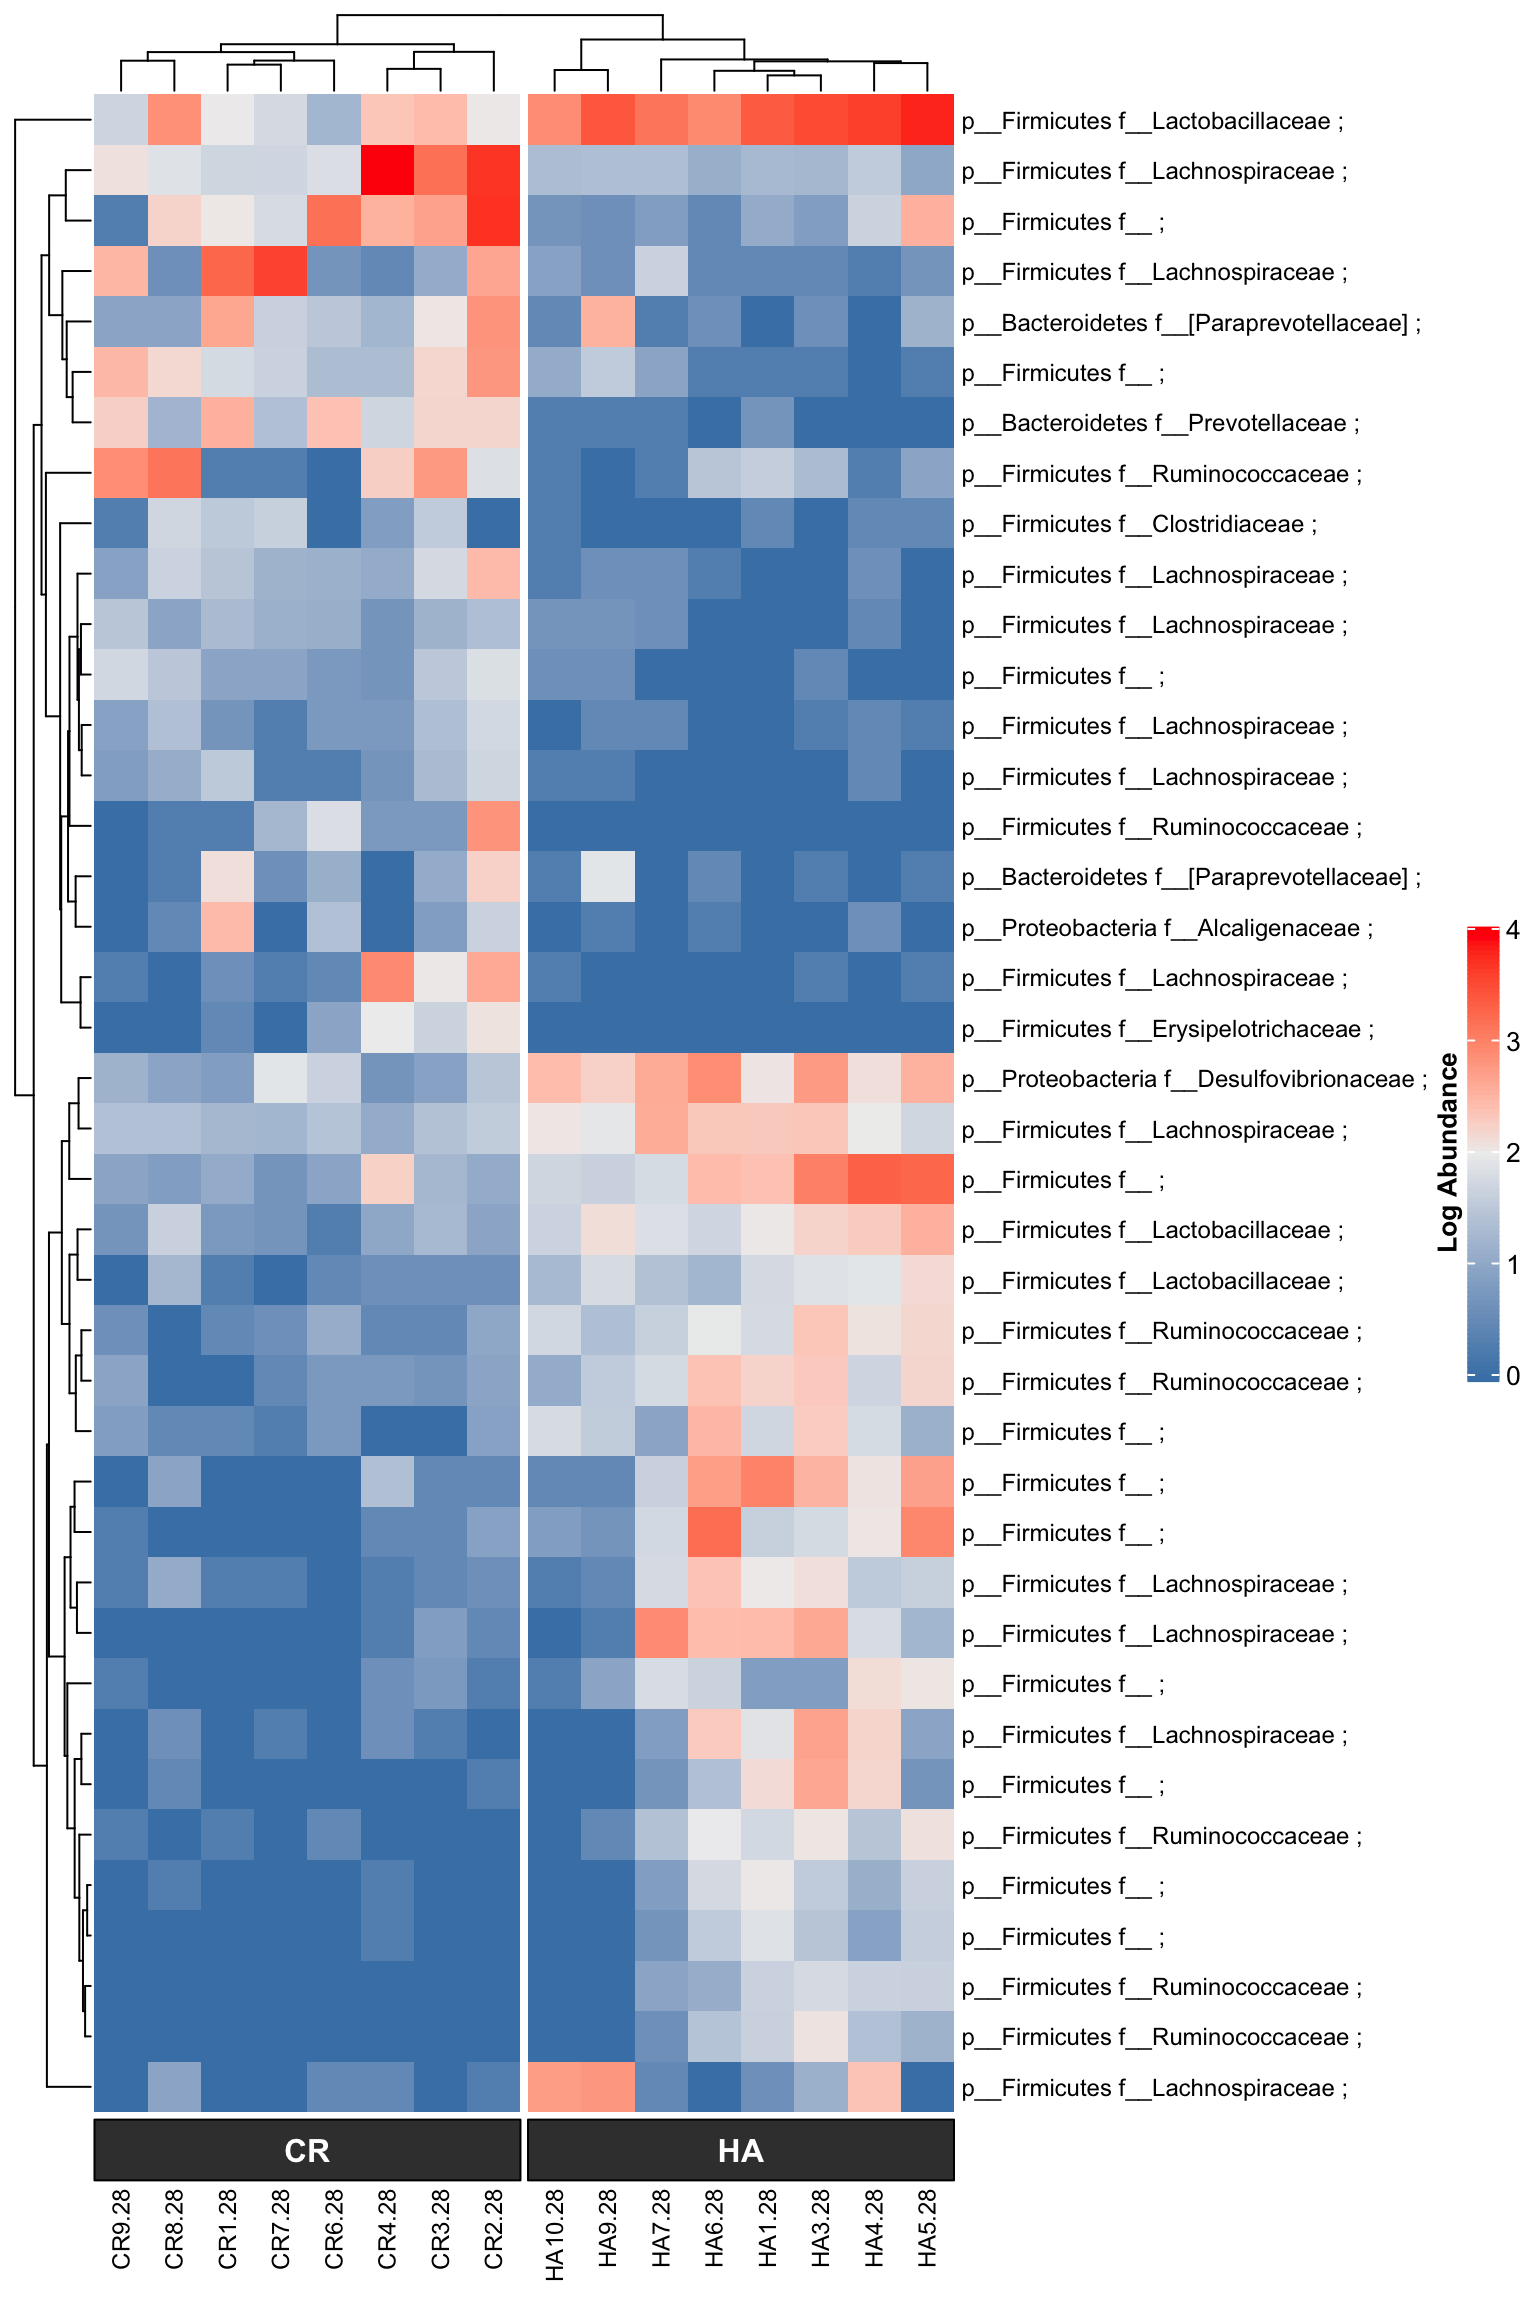 p__Firmicutes f__Lactobacillaceae ;
p__Firmicutes f__Lachnospiraceae ;
p__Firmicutes f__ ;
p__Firmicutes f__Lachnospiraceae ;
p__Bacteroidetes f__[Paraprevotellaceae] ;
p__Firmicutes f__ ;
p__Bacteroidetes f__Prevotellaceae ;
p__Firmicutes f__Ruminococcaceae ;
p__Firmicutes f__Clostridiaceae ;
p__Firmicutes f__Lachnospiraceae ;
p__Firmicutes f__Lachnospiraceae ;
p__Firmicutes f__ ;
p__Firmicutes f__Lachnospiraceae ;
p__Firmicutes f__Lachnospiraceae ;
p__Firmicutes f__Ruminococcaceae ;
p__Bacteroidetes f__[Paraprevotellaceae] ;
p__Proteobacteria f__Alcaligenaceae ;
p__Firmicutes f__Lachnospiraceae ;
p__Firmicutes f__Erysipelotrichaceae ;
p__Proteobacteria f__Desulfovibrionaceae ;
p__Firmicutes f__Lachnospiraceae ;
p__Firmicutes f__ ;
p__Firmicutes f__Lactobacillaceae ;
p__Firmicutes f__Lactobacillaceae ;
p__Firmicutes f__Ruminococcaceae ;
p__Firmicutes f__Ruminococcaceae ;
p__Firmicutes f__ ;
p__Firmicutes f__ ;
p__Firmicutes f__ ;
p__Firmicutes f__Lachnospiraceae ;
p__Firmicutes f__Lachnospiraceae ;
p__Firmicutes f__ ;
p__Firmicutes f__Lachnospiraceae ;
p__Firmicutes f__ ;
p__Firmicutes f__Ruminococcaceae ;
p__Firmicutes f__ ;
p__Firmicutes f__ ;
p__Firmicutes f__Ruminococcaceae ;
p__Firmicutes f__Ruminococcaceae ;
p__Firmicutes f__Lachnospiraceae ;
Log Abundance
4
3
2
1
0
CR
HA
CR9.28
CR8.28
CR1.28
CR7.28
CR6.28
CR4.28
CR3.28
CR2.28
HA10.28
HA9.28
HA7.28
HA6.28
HA1.28
HA3.28
HA4.28
HA5.28